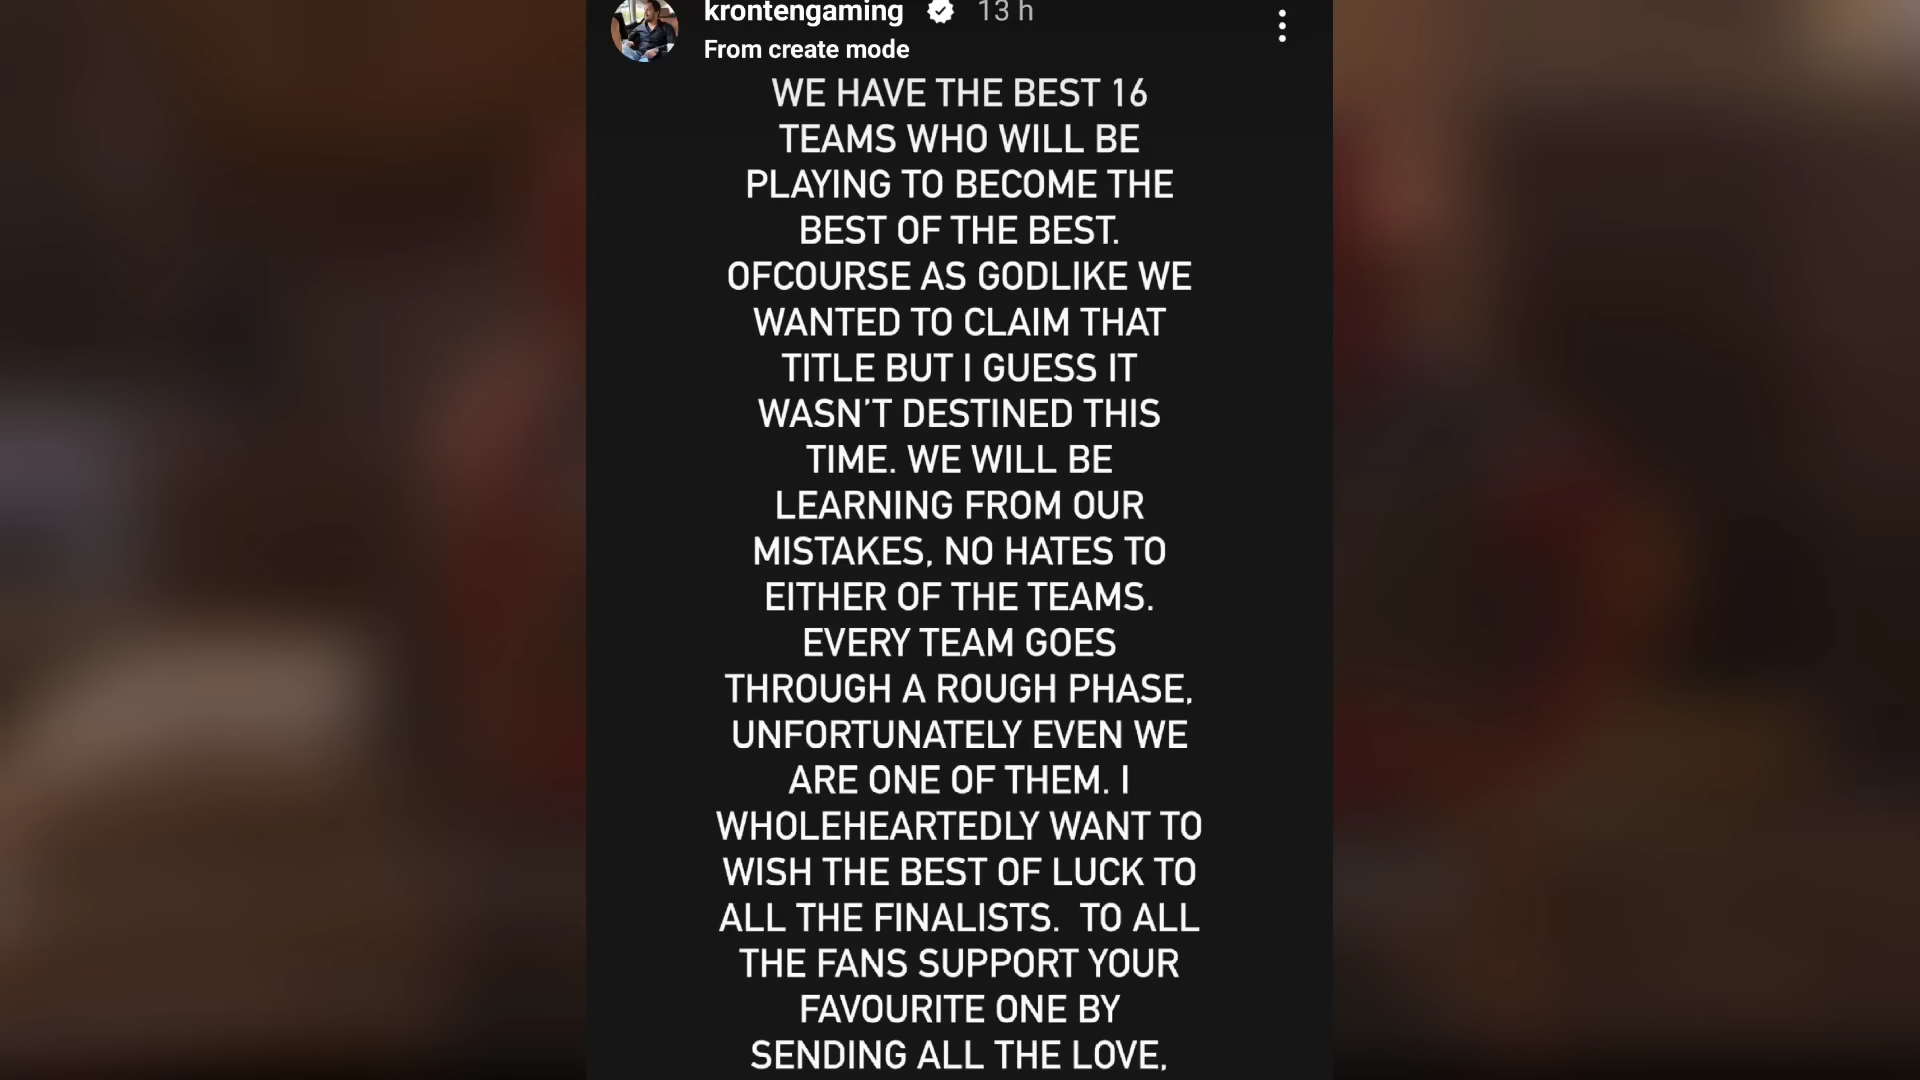 krontengaming 13 h
From create mode
WE HAVE THE BEST 16
TEAMS WHO WILL BE
PLAYING TO BECOME THE
BEST OF THE BEST.
OFCOURSE AS GODLIKE WE
WANTED TO CLAIM THAT
TITLE BUT I GUESS IT
WASN'T DESTINED THIS
TIME. WE WILL BE
LEARNING FROM OUR
MISTAKES, NO HATES TO
EITHER OF THE TEAMS.
EVERY TEAM GOES
THROUGH A ROUGH PHASE,
UNFORTUNATELY EVEN WE
ARE ONE OF THEM. I
WHOLEHEARTEDLY WANT TO
WISH THE BEST OF LUCK TO
ALL THE FINALISTS.  TO ALL
THE FANS SUPPORT YOUR
FAVOURITE ONE BY
SENDING ALL THE LOVE,